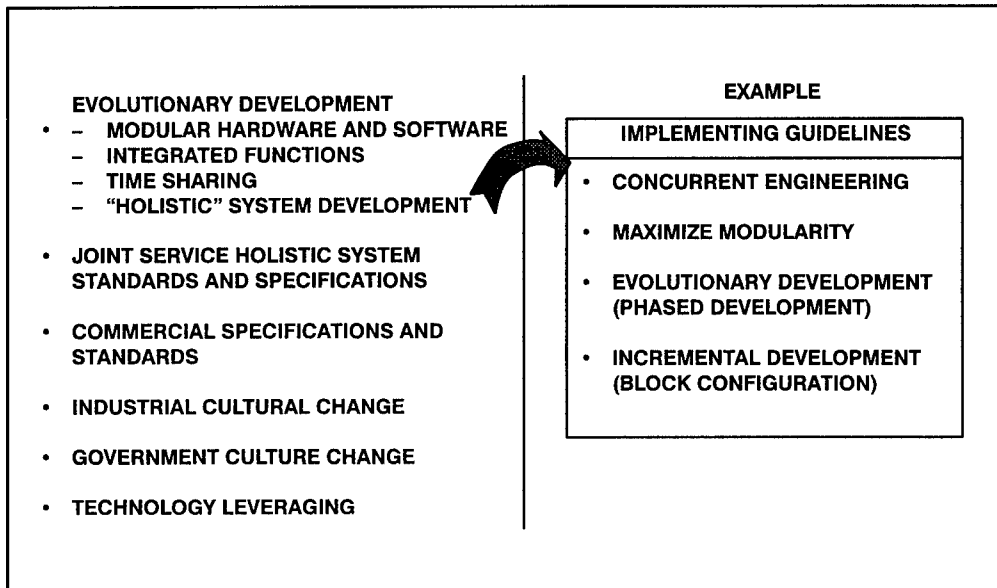 EVOLUTIONARY DEVELOPMENT
• – MODULAR HARDWARE AND SOFTWARE
– INTEGRATED FUNCTIONS
– TIME SHARING
– “HOLISTIC” SYSTEM DEVELOPMENT
• JOINT SERVICE HOLISTIC SYSTEM
STANDARDS AND SPECIFICATIONS
• COMMERCIAL SPECIFICATIONS AND
STANDARDS
• INDUSTRIAL CULTURAL CHANGE
• GOVERNMENT CULTURE CHANGE
• TECHNOLOGY LEVERAGING
EXAMPLE
IMPLEMENTING GUIDELINES
• CONCURRENT ENGINEERING
• MAXIMIZE MODULARITY
• EVOLUTIONARY DEVELOPMENT
(PHASED DEVELOPMENT)
• INCREMENTAL DEVELOPMENT
(BLOCK CONFIGURATION)